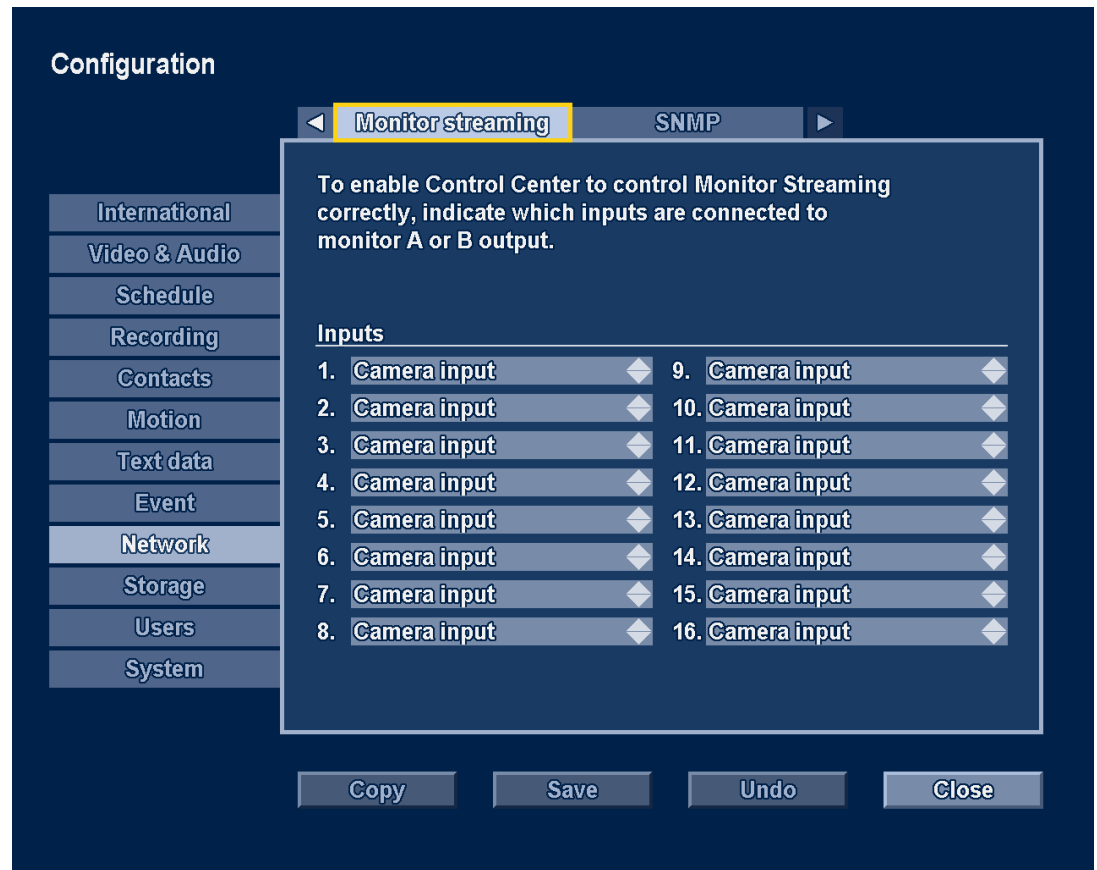 Configuration
Monitor streaming SNMP
To enable Control Center to control Monitor Streaming
correctly, indicate which inputs are connected to
monitor A or B output.
International
Video & Audio
Schedule
Recording
Contacts
Motion
Text data
Event
Network
Storage
Users
System
Inputs
1. Camera input 9. Camera input
2. Camera input 10. Camera input
3. Camera input 11. Camera input
4. Camera input 12. Camera input
5. Camera input 13. Camera input
6. Camera input 14. Camera input
7. Camera input 15. Camera input
8. Camera input 16. Camera input
Copy Save Undo Close